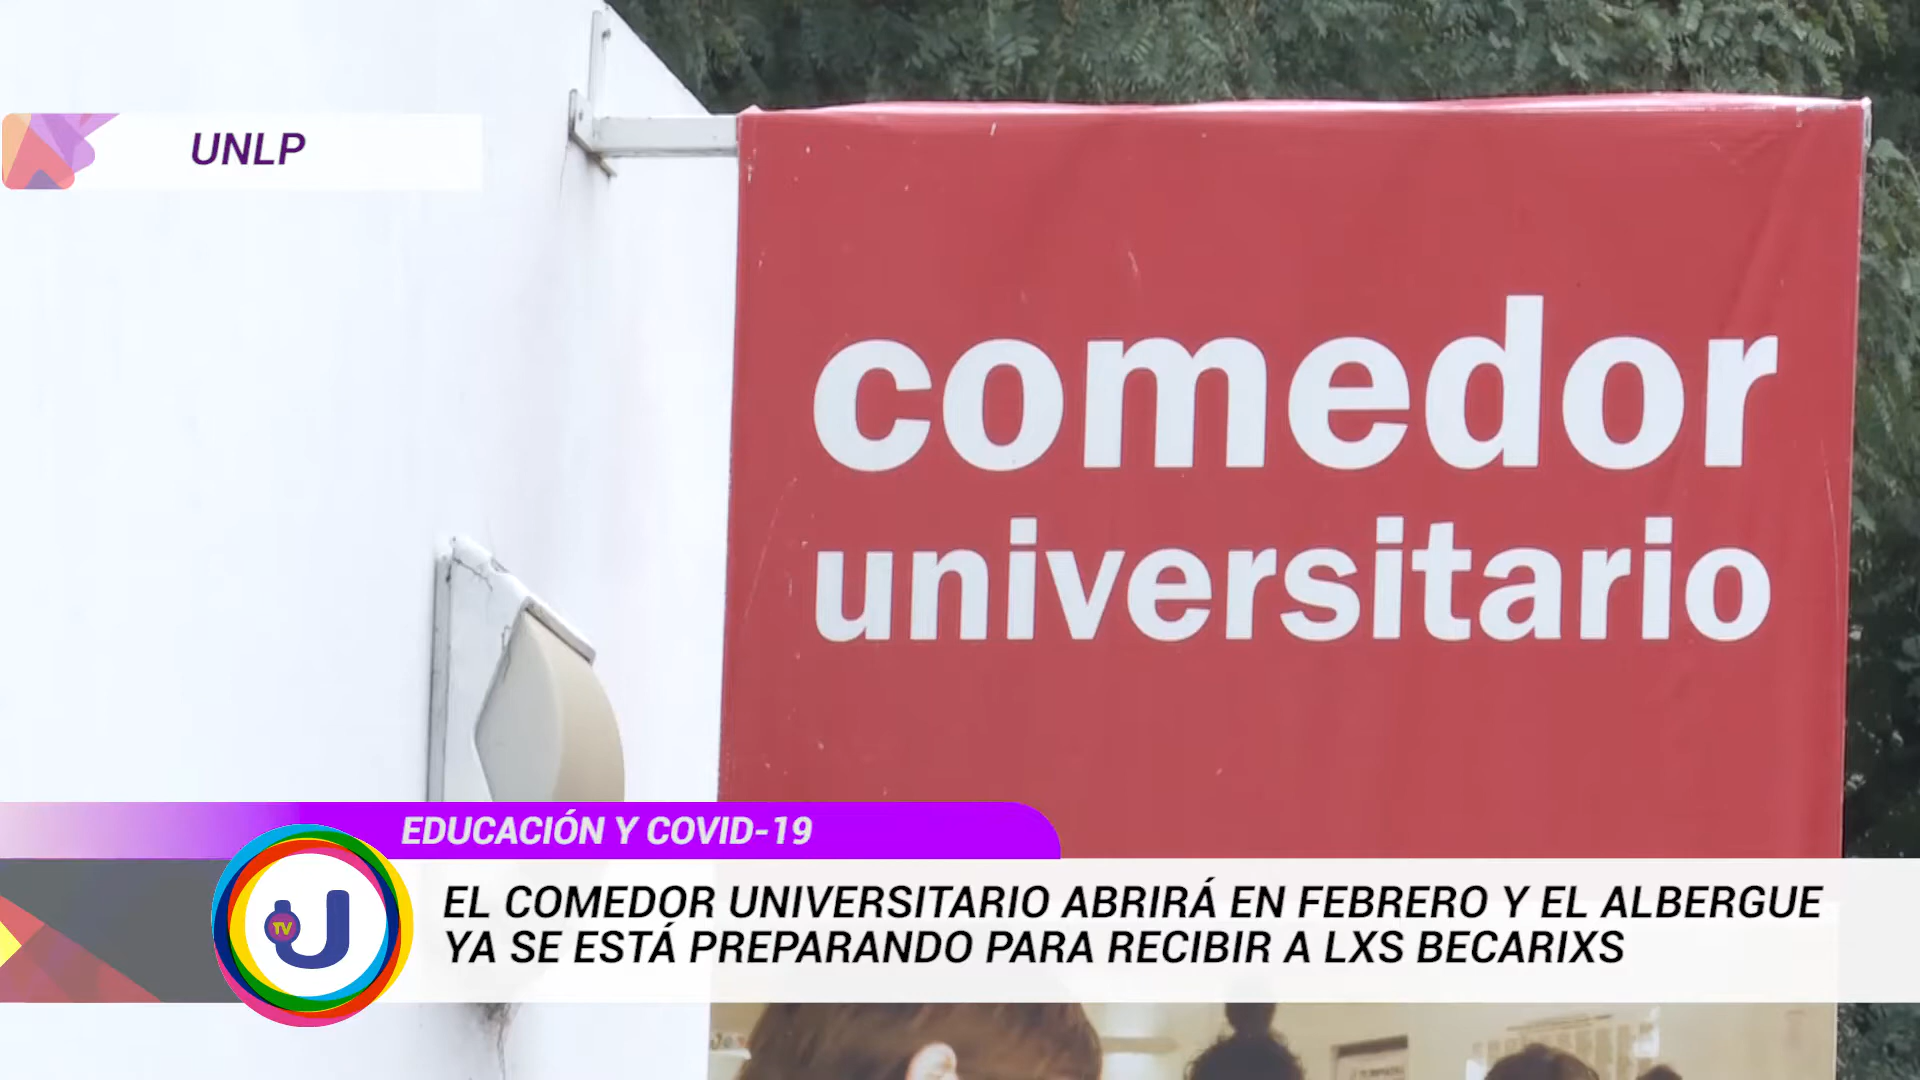 UNLP
comedor
universitario
EDUCACIÓN Y COVID-19
TV U
EL COMEDOR UNIVERSITARIO ABRIRÁ EN FEBRERO Y EL ALBERGUE
YA SE ESTÁ PREPARANDO PARA RECIBIR A LXS BECARIXS